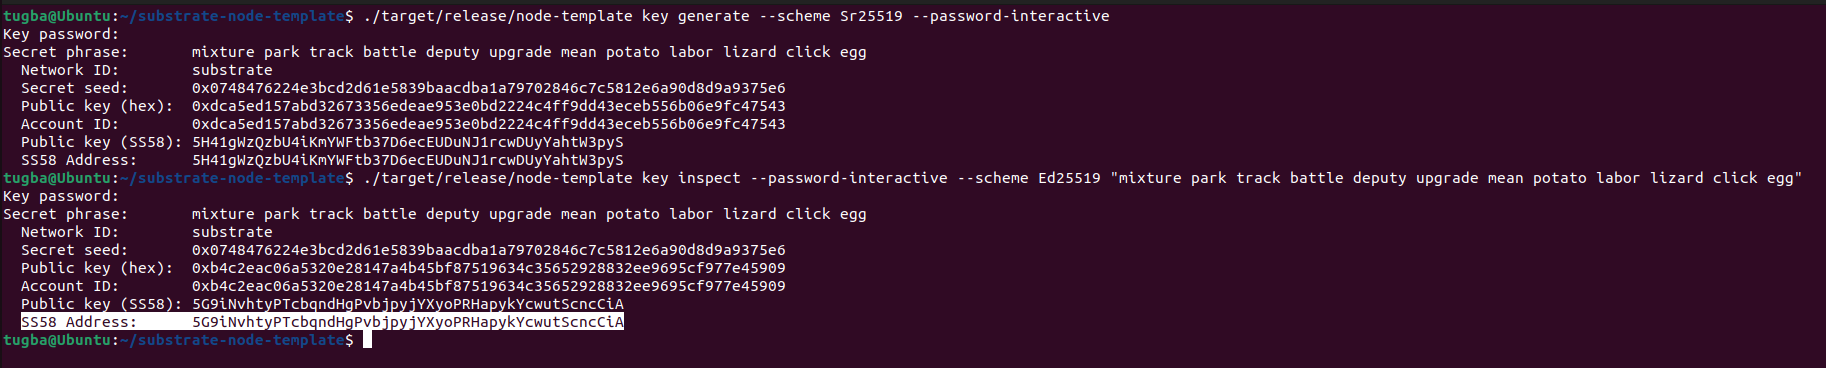 tugba@Ubuntu:~/substrate-node-template$ ./target/release/node-template key generate --scheme Sr25519 --password-interactive
Key password:
Secret phrase:       mixture park track battle deputy upgrade mean potato labor lizard click egg
  Network ID:        substrate
  Secret seed:       0x0748476224e3bcd2d61e5839baacdba1a79702846c7c5812e6a90d8d9a9375e6
  Public key (hex):  0xdca5ed157abd32673356edeae953e0bd2224c4ff9dd43eceb556b06e9fc47543
  Account ID:        0xdca5ed157abd32673356edeae953e0bd2224c4ff9dd43eceb556b06e9fc47543
  Public key (SS58): 5H41gWzQzbU4iKmYWFtb37D6ecEUDuNJ1rcwDUyYahtW3pyS
  SS58 Address:      5H41gWzQzbU4iKmYWFtb37D6ecEUDuNJ1rcwDUyYahtW3pyS
tugba@Ubuntu:~/substrate-node-template$ ./target/release/node-template key inspect --password-interactive --scheme Ed25519 "mixture park track battle deputy upgrade mean potato labor lizard click egg"
Key password:
Secret phrase:       mixture park track battle deputy upgrade mean potato labor lizard click egg
  Network ID:        substrate
  Secret seed:       0x0748476224e3bcd2d61e5839baacdba1a79702846c7c5812e6a90d8d9a9375e6
  Public key (hex):  0xb4c2eac06a5320e28147a4b45bf87519634c35652928832ee9695cf977e45909
  Account ID:        0xb4c2eac06a5320e28147a4b45bf87519634c35652928832ee9695cf977e45909
  Public key (SS58): 5G9iNvhtyPTcbqndHgPvbjpyjYXyoPRHapykYcwutScncCiA
  SS58 Address:      5G9iNvhtyPTcbqndHgPvbjpyjYXyoPRHapykYcwutScncCiA
tugba@Ubuntu:~/substrate-node-template$